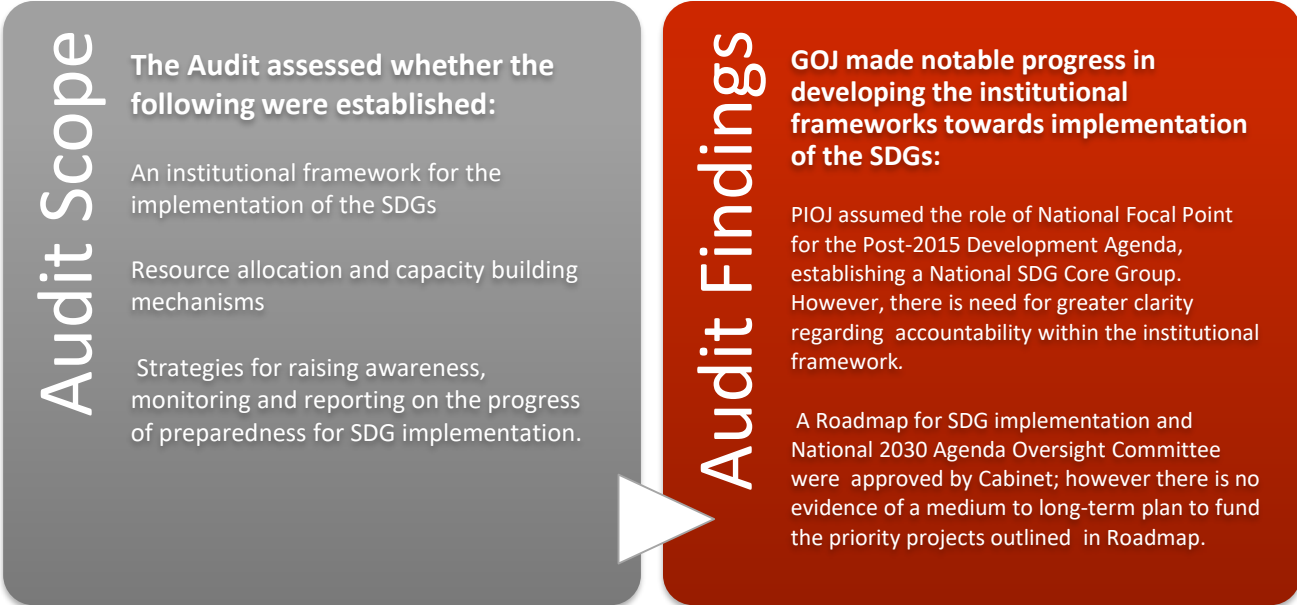 Audit Scope
The Audit assessed whether the
following were established:
An institutional framework for the
implementation of the SDGs
Resource allocation and capacity building
mechanisms
Strategies for raising awareness,
monitoring and reporting on the progress
of preparedness for SDG implementation.
Audit Findings
GOJ made notable progress in
developing the institutional
frameworks towards implementation
of the SDGs:
PIOJ assumed the role of National Focal Point
for the Post-2015 Development Agenda,
establishing a National SDG Core Group.
However, there is need for greater clarity
regarding accountability within the institutional
framework.
A Roadmap for SDG implementation and
National 2030 Agenda Oversight Committee
were approved by Cabinet; however there is no
evidence of a medium to long-term plan to fund
the priority projects outlined in Roadmap.